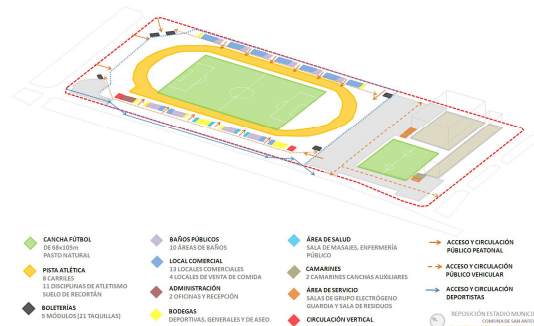 CANCHA FÚTBOL
DE 68x105m
PASTO NATURAL
PISTA ATLÉTICA
8 CARRILES
11 DISCIPLINAS DE ATLETISMO
SUELO DE RECORTÁN
BOLETERÍAS
5 MÓDULOS (21 TAQUILLAS)
BAÑOS PÚBLICOS
10 ÁREAS DE BAÑOS
LOCAL COMERCIAL
13 LOCALES COMERCIALES
4 LOCALES DE VENTA DE COMIDA
ADMINISTRACIÓN
2 OFICINAS Y RECEPCIÓN
BODEGAS
DEPORTIVAS, GENERALES Y DE ASEO
ÁREA DE SALUD
SALA DE MASAJES, ENFERMERÍA
PÚBLICO
CAMARINES
2 CAMARINES CANCHAS AUXILIARES
ÁREA DE SERVICIO
SALAS DE GRUPO ELECTRÓGENO
GUARDIA Y SALA DE RESIDUOS
CIRCULACIÓN VERTICAL
ACCESO Y CIRCULACIÓN
PÚBLICO PEATONAL
ACCESO Y CIRCULACIÓN
PÚBLICO VEHICULAR
ACCESO Y CIRCULACIÓN
DEPORTISTAS
REPOSICIÓN ESTADIO MUNICI
COMUNA DE SAN ANTO